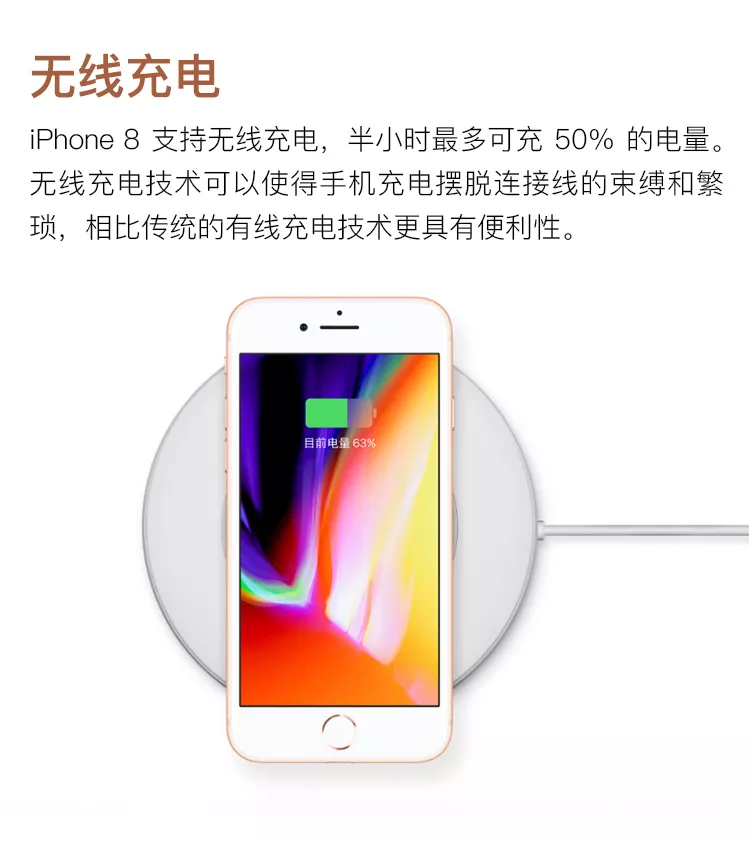 无线充电
iPhone 8 支持无线充电，半小时最多可充 50% 的电量。
无线充电技术可以使得手机充电摆脱连接线的束缚和繁
琐，相比传统的有线充电技术更具有便利性。
目前电量 63%